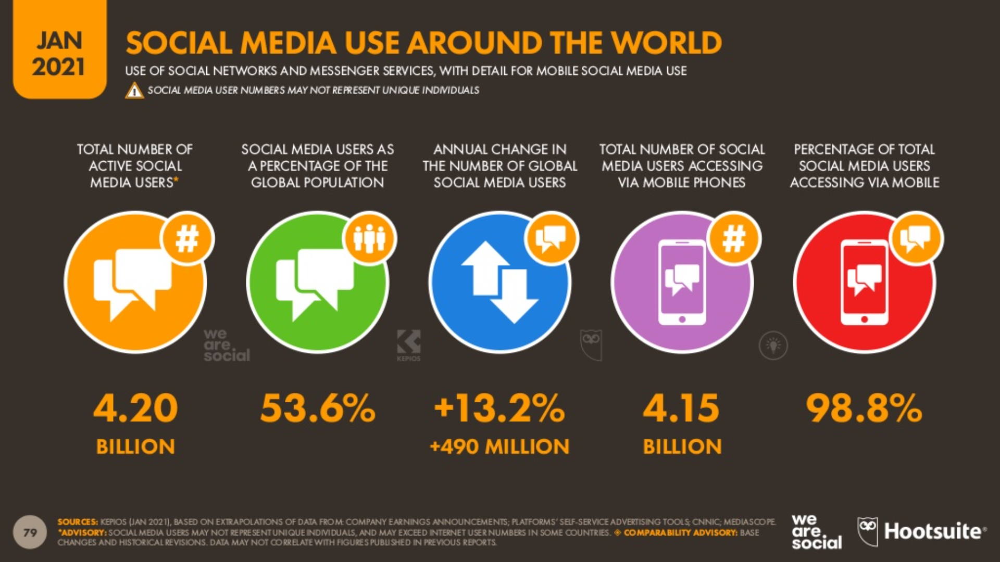 JAN
2021
SOCIAL MEDIA USE AROUND THE WORLD
USE OF SOCIAL NETWORKS AND MESSENGER SERVICES, WITH DETAIL FOR MOBILE SOCIAL MEDIA USE
SOCIAL MEDIA USER NUMBERS MAY NOT REPRESENT UNIQUE INDIVIDUALS
TOTAL NUMBER OF
ACTIVE SOCIAL
MEDIA USERS*
SOCIAL MEDIA USERS AS
A PERCENTAGE OF THE
GLOBAL POPULATION
ANNUAL CHANGE IN
THE NUMBER OF GLOBAL
SOCIAL MEDIA USERS
TOTAL NUMBER OF SOCIAL
MEDIA USERS ACCESSING
VIA MOBILE PHONES
PERCENTAGE OF TOTAL
SOCIAL MEDIA USERS
ACCESSING VIA MOBILE
#
#
we
are.
social
KEPIOS
4.20
BILLION
53.6%
+13.2%
+490 MILLION
4.15
BILLION
98.8%
79
SOURCES: KEPIOS (JAN 2021), BASED ON EXTRAPOLATIONS OF DATA FROM: COMPANY EARNINGS ANNOUNCEMENTS; PLATFORMS' SELF-SERVICE ADVERTISING TOOLS; CNNIC; MEDIASCOPE.
*ADVISORY: SOCIAL MEDIA USERS MAY NOT REPRESENT UNIQUE INDIVIDUALS, AND MAY EXCEED INTERNET USER NUMBERS IN SOME COUNTRIES. ◈ COMPARABILITY ADVISORY: BASE
CHANGES AND HISTORICAL REVISIONS. DATA MAY NOT CORRELATE WITH FIGURES PUBLISHED IN PREVIOUS REPORTS.
we
are.
social
Hootsuite®